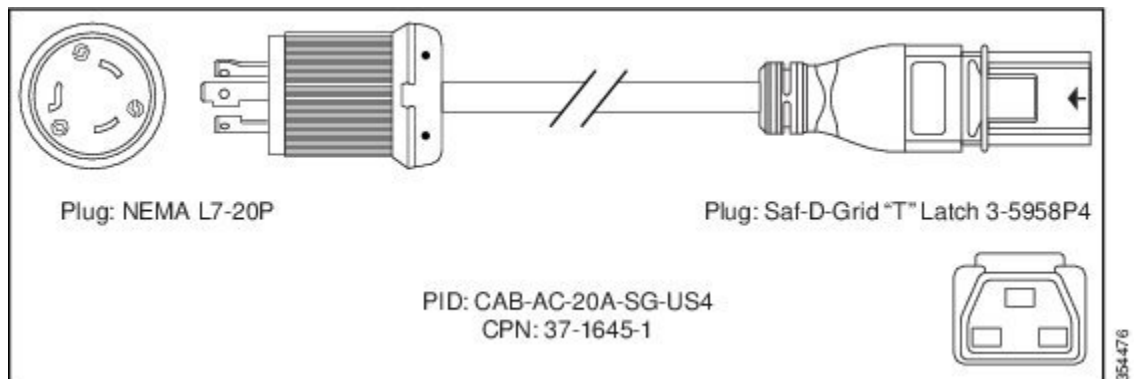 Plug: NEMA L7-20P
Plug: Saf-D-Grid “T” Latch 3-5958P4
PID: CAB-AC-20A-SG-US4
CPN: 37-1645-1
354476